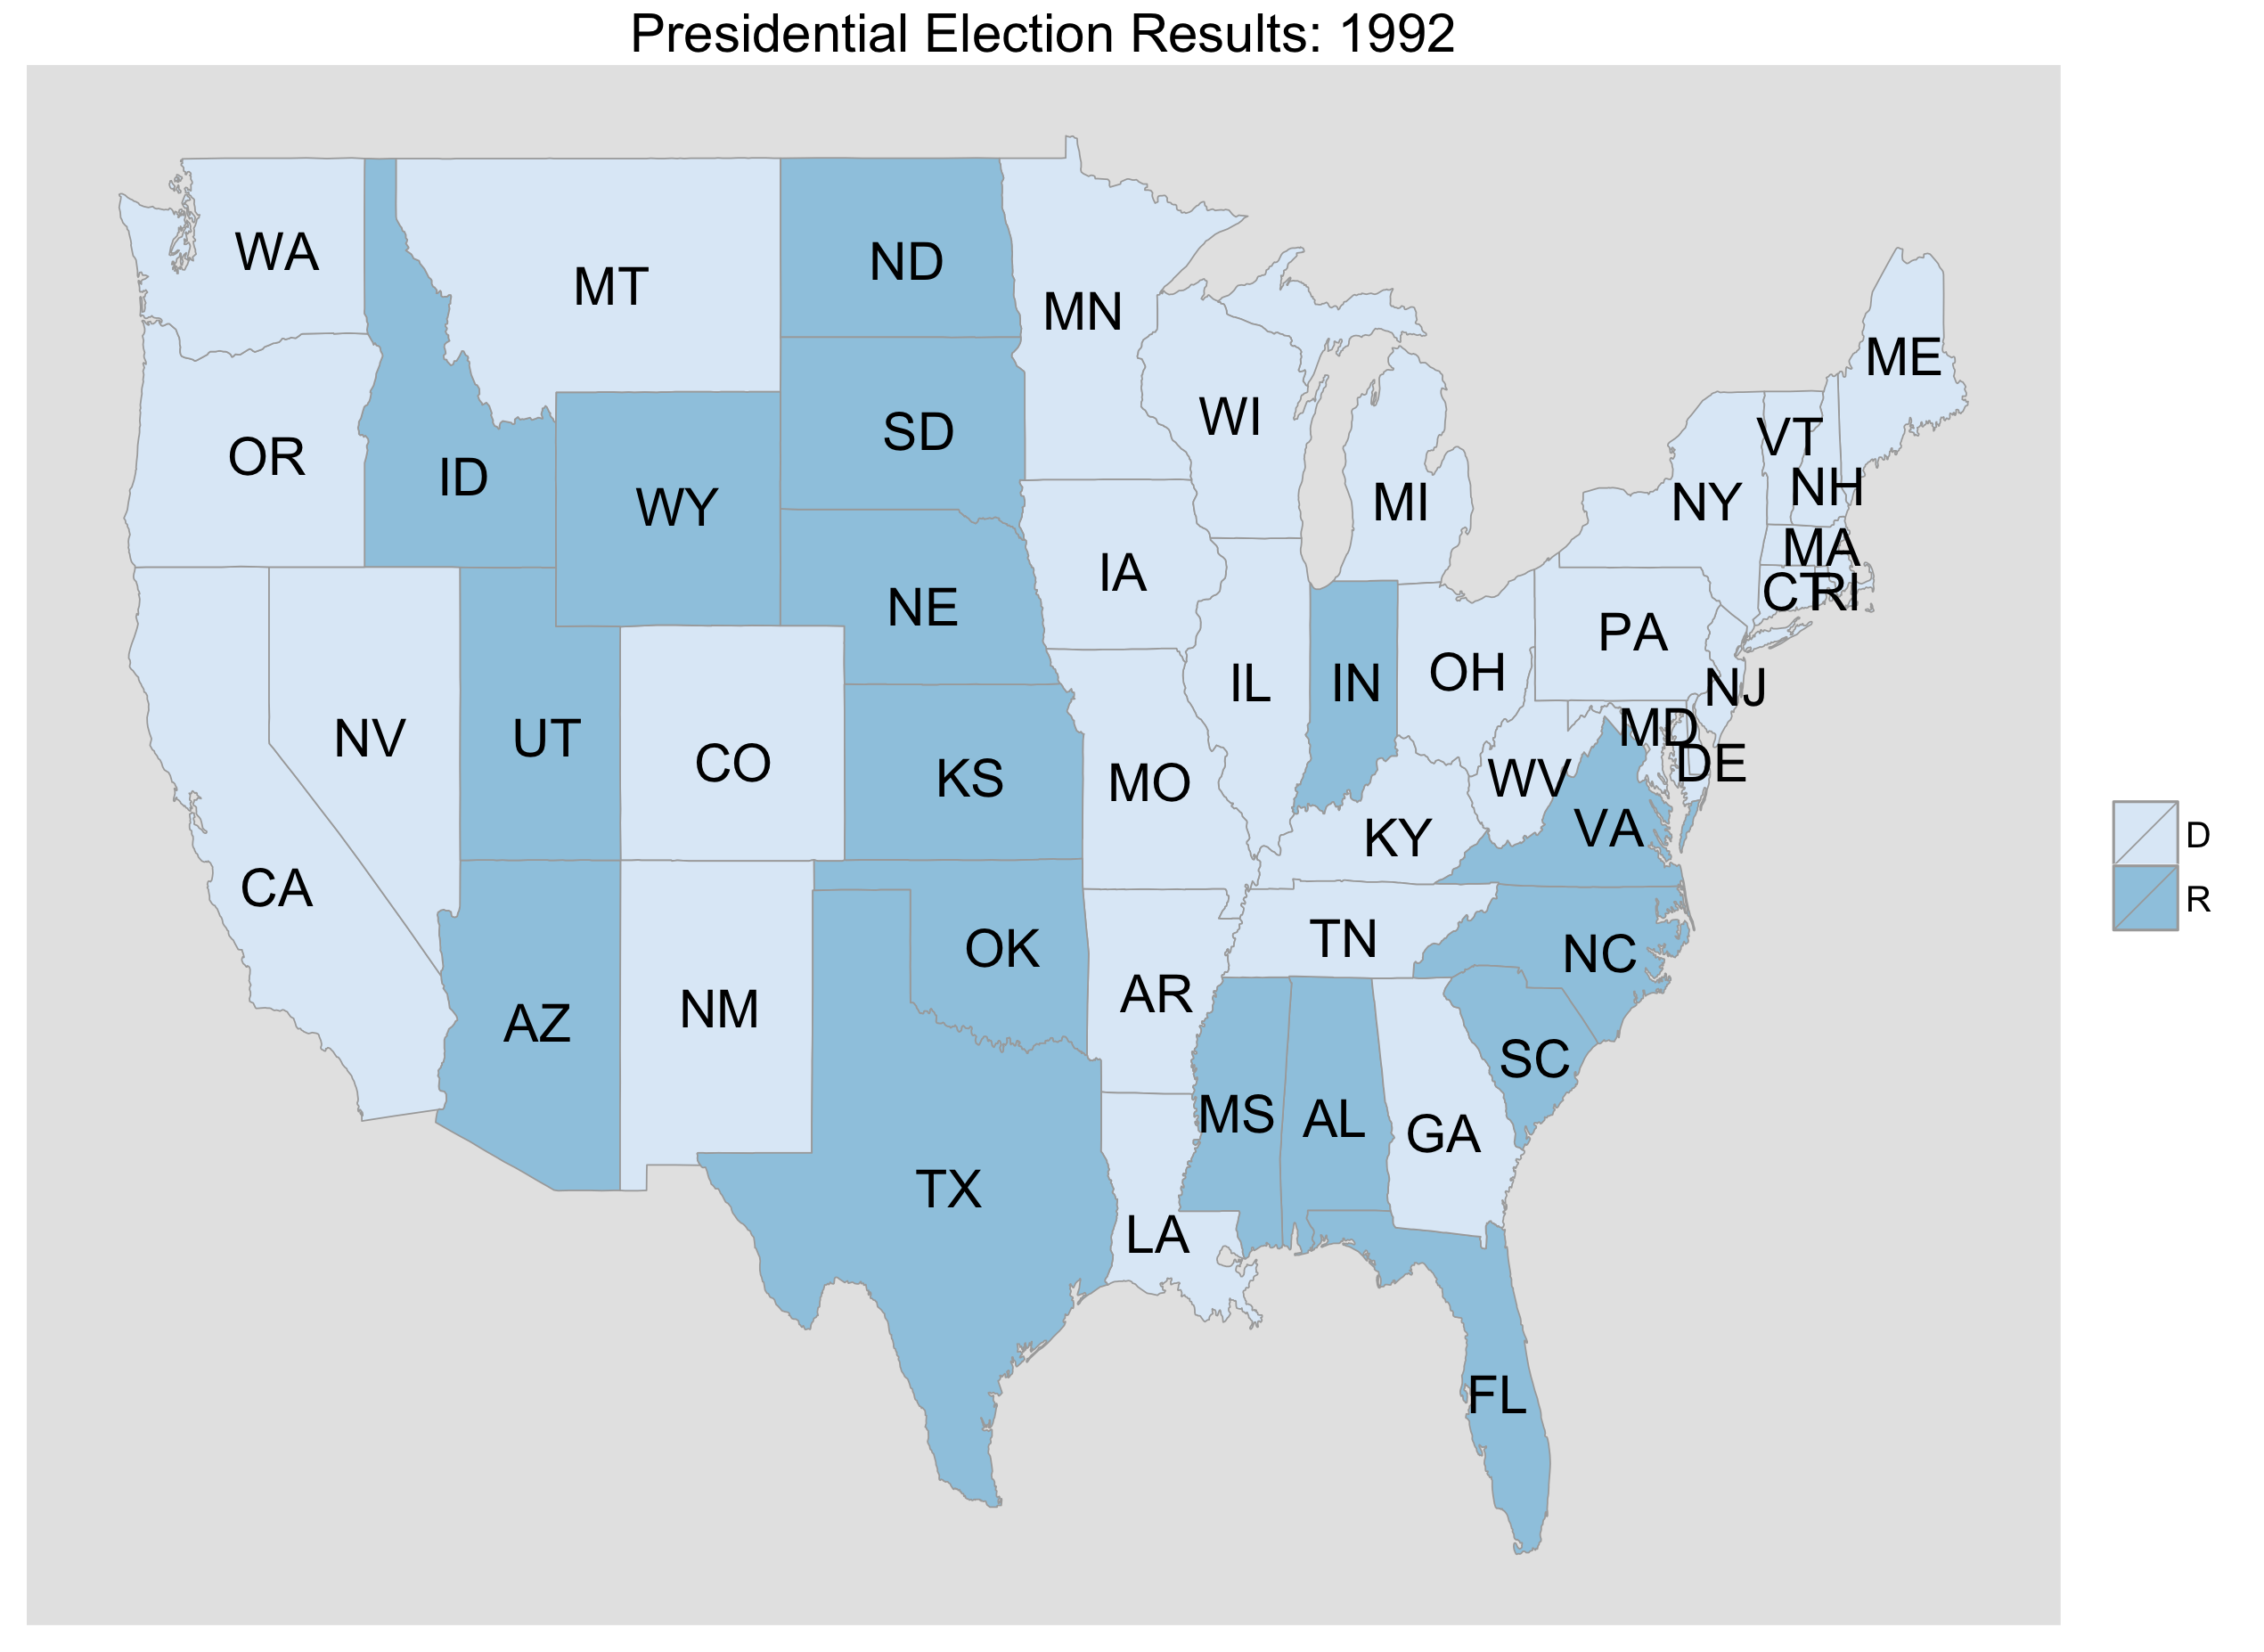 Presidential Election Results: 1992
WA
MT
ND
MN
ME
OR
ID
WY
SD
WI
MI
NY
VT
NH
MA
CT
RI
IA
NE
PA
NJ
NV
UT
CO
KS
MO
IL
IN
OH
MD
DE
WV
VA
KY
CA
D
R
AZ
NM
OK
AR
TN
NC
SC
MS
AL
GA
TX
LA
FL